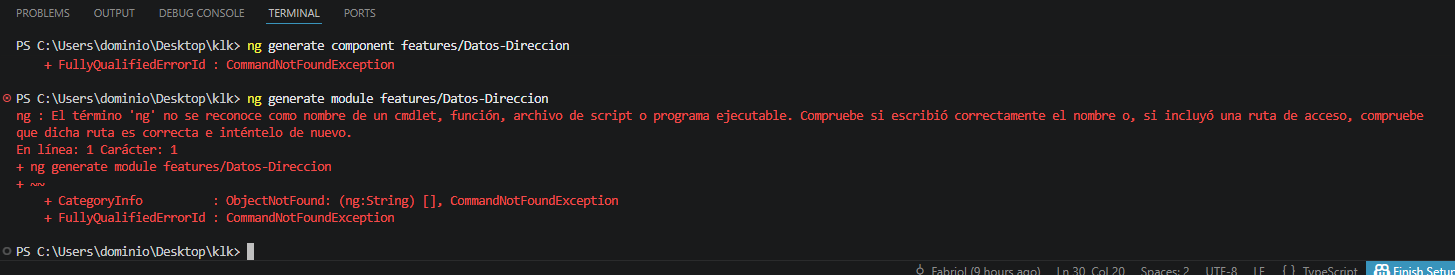 PROBLEMS OUTPUT DEBUG CONSOLE TERMINAL PORTS
PS C:\Users\dominio\Desktop\klk> ng generate component features/Datos-Direccion
+ FullyQualifiedErrorId : CommandNotFoundException
PS C:\Users\dominio\Desktop\klk> ng generate module features/Datos-Direccion
ng : El término 'ng' no se reconoce como nombre de un cmdlet, función, archivo de script o programa ejecutable. Compruebe si escribió correctamente el nombre o, si incluyó una ruta de acceso, compruebe
que dicha ruta es correcta e inténtelo de nuevo.
En línea: 1 Carácter: 1
+ ng generate module features/Datos-Direccion
+ ~~
+ CategoryInfo : ObjectNotFound: (ng:String) [], CommandNotFoundException
+ FullyQualifiedErrorId : CommandNotFoundException
PS C:\Users\dominio\Desktop\klk>
Fabriol (9 hours ago) Ln 30, Col 20 Spaces: 2 UTF-8 LF { } TypeScript Finish Setup